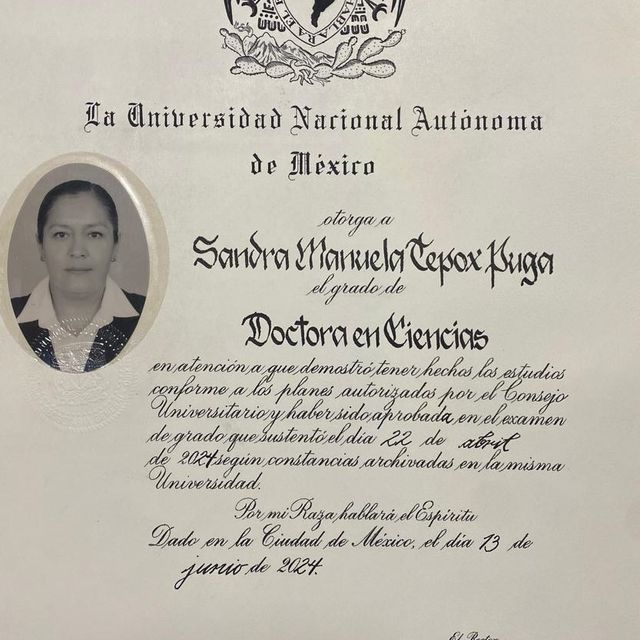 HABLARA EL
La Universidad Nacional Autónoma
de México
otorga a
Sandra Manuela Tepox Puga
el grado de
Doctora en Ciencias
en atención a que demostró tener hechos los estudios
conforme a los planes autorizados por el Consejo
Universitario y haber sido aprobada en el examen
de grado que sustentó el día 22 de abril
de 2024 según constancias archivadas en la misma
Universidad.
Por mi Raza hablará el Espíritu
Dado en la Ciudad de México, el día 13 de
junio de 2024.
El Rector